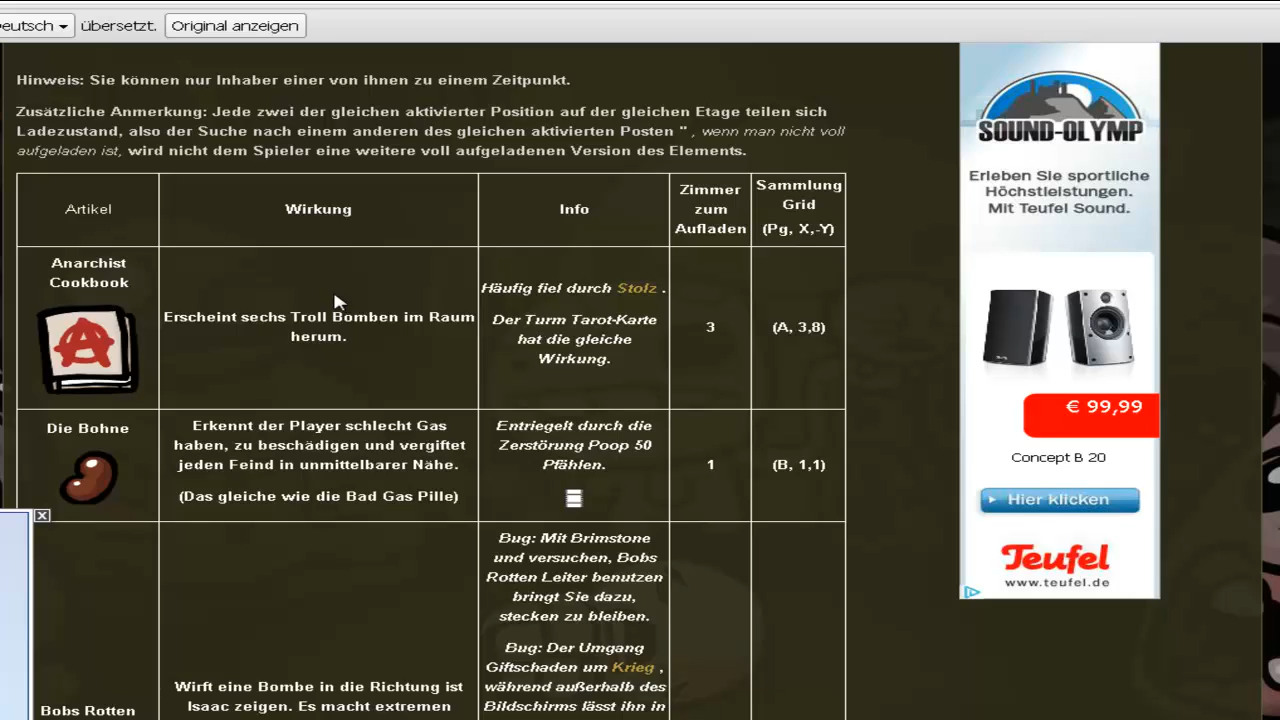 eutsch übersetzt. Original anzeigen
Hinweis: Sie können nur Inhaber einer von ihnen zu einem Zeitpunkt.
Zusätzliche Anmerkung: Jede zwei der gleichen aktivierter Position auf der gleichen Etage teilen sich
Ladezustand, also der Suche nach einem anderen des gleichen aktivierten Posten " , wenn man nicht voll
aufgeladen ist, wird nicht dem Spieler eine weitere voll aufgeladenen Version des Elements.
Artikel
Wirkung
Info
Zimmer
zum
Aufladen
Sammlung
Grid
(Pg, X,-Y)
Anarchist
Cookbook
Erscheint sechs Troll Bomben im Raum
herum.
Häufig fiel durch Stolz .
Der Turm Tarot-Karte
hat die gleiche
Wirkung.
3
(A, 3,8)
Die Bohne
Erkennt der Player schlecht Gas
haben, zu beschädigen und vergiftet
jeden Feind in unmittelbarer Nähe.
(Das gleiche wie die Bad Gas Pille)
Entriegelt durch die
Zerstörung Poop 50
Pfählen.
1
(B, 1,1)
Bobs Rotten
Wirft eine Bombe in die Richtung ist
Isaac zeigen. Es macht extremen
Bug: Mit Brimstone
und versuchen, Bobs
Rotten Leiter benutzen
bringt Sie dazu,
stecken zu bleiben.
Bug: Der Umgang
Giftschaden um Krieg ,
während außerhalb des
Bildschirms lässt ihn in
SOUND-OLYMP
Erleben Sie sportliche
Höchstleistungen.
Mit Teufel Sound.
€ 99,99
Concept B 20
Hier klicken
Teufel
www.teufel.de